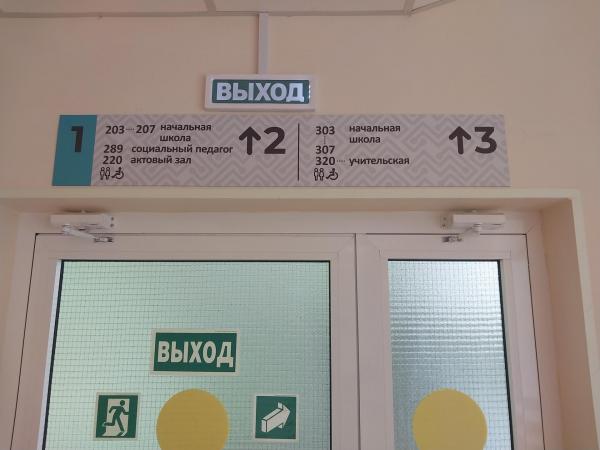 ВЫХОД
1
203 ... 207 начальная
школа
289 социальный педагог
220 актовый зал
↑2
303 начальная
школа
307
320 .... учительская
↑3
ВЫХОД